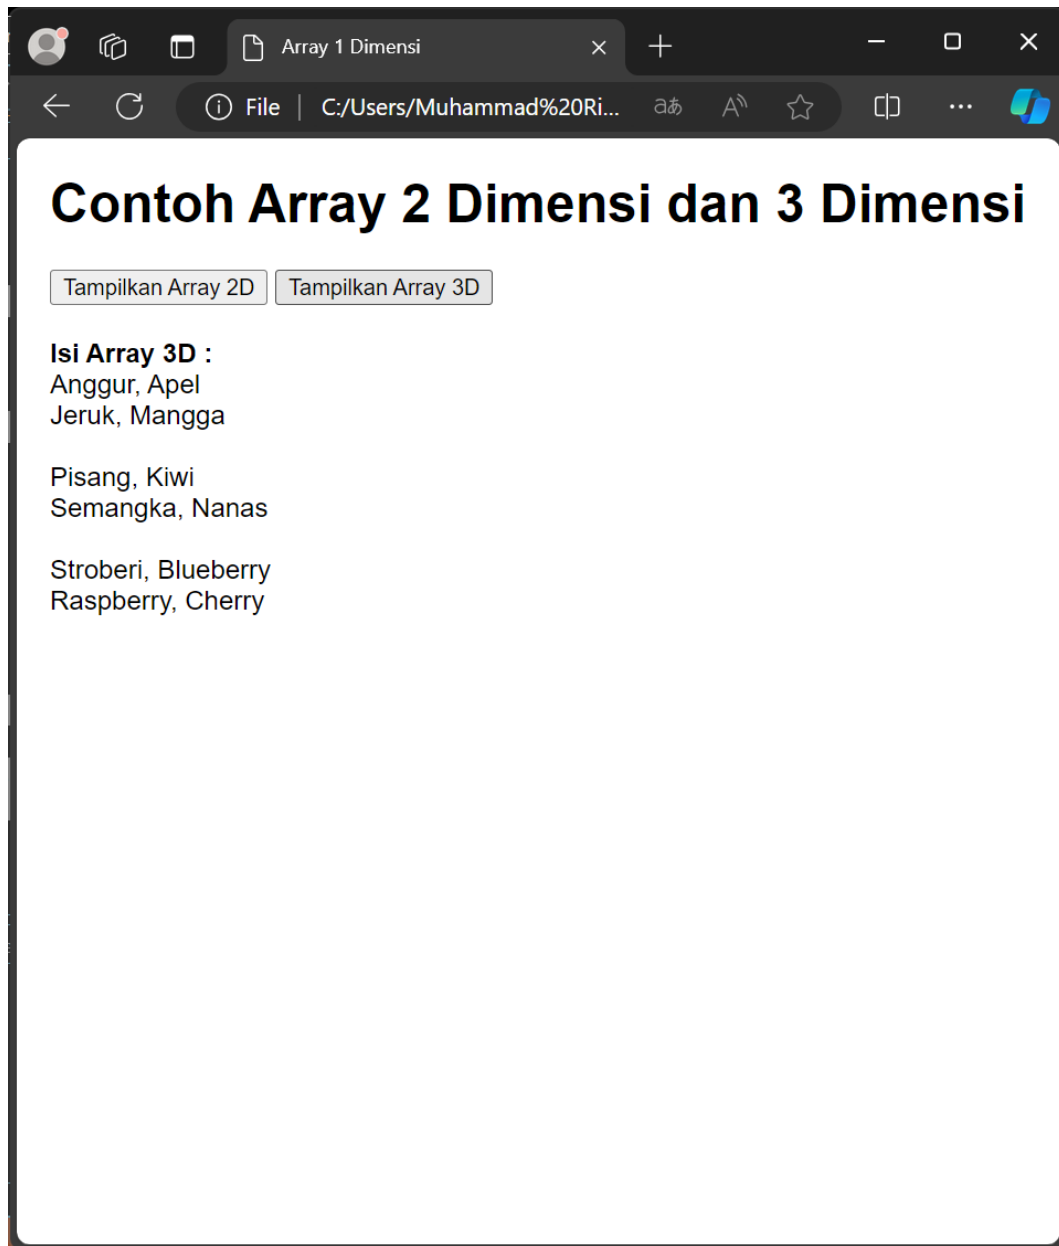 Array 1 Dimensi
File | C:/Users/Muhammad%20Ri...
Contoh Array 2 Dimensi dan 3 Dimensi
Tampilkan Array 2D Tampilkan Array 3D
Isi Array 3D :
Anggur, Apel
Jeruk, Mangga
Pisang, Kiwi
Semangka, Nanas
Stroberi, Blueberry
Raspberry, Cherry